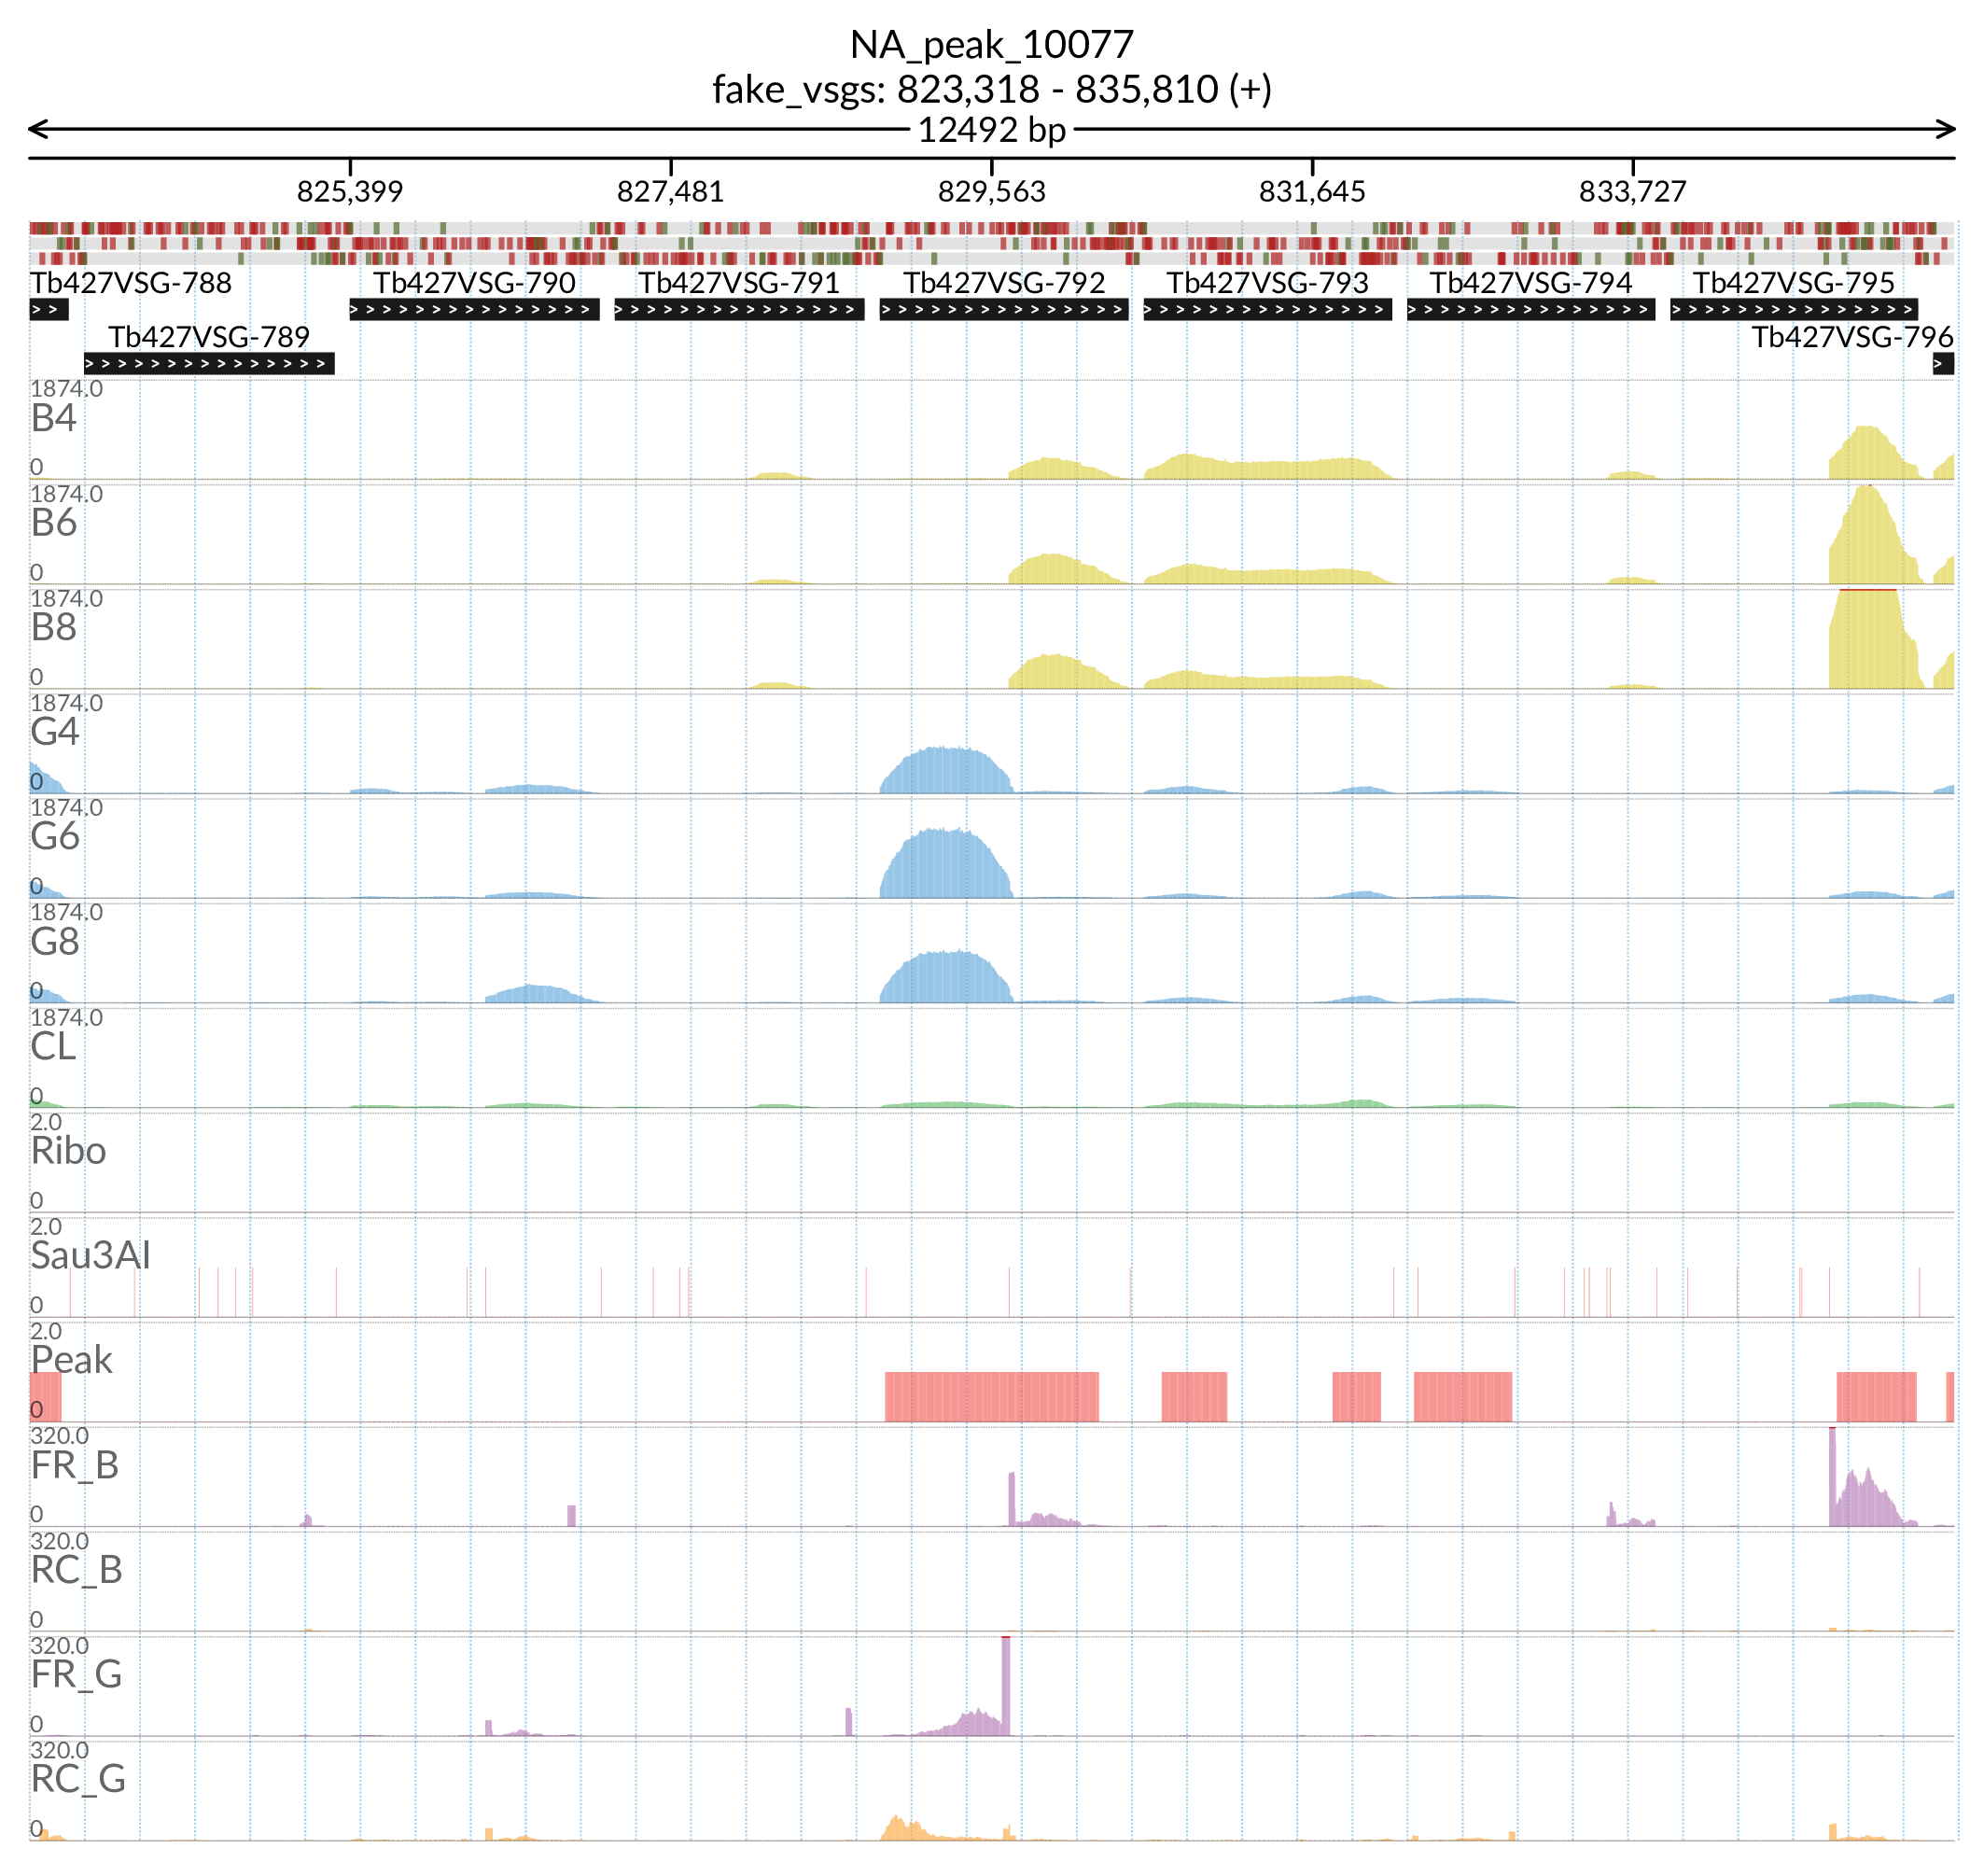 NA_peak_10077
fake_vsgs: 823,318 - 835,810 (+)
12492 bp
825,399 827,481 829,563 831,645 833,727
Tb427VSG-788 Tb427VSG-790 Tb427VSG-791 Tb427VSG-792 Tb427VSG-793 Tb427VSG-794 Tb427VSG-795
Tb427VSG-789 Tb427VSG-796
1874.0
B4
0
1874.0
B6
0
1874.0
B8
0
1874.0
G4
0
1874.0
G6
0
1874.0
G8
0
1874.0
CL
0
2.0
Ribo
0
2.0
Sau3AI
0
2.0
Peak
0
320.0
FR_B
0
320.0
RC_B
0
320.0
FR_G
0
320.0
RC_G
0